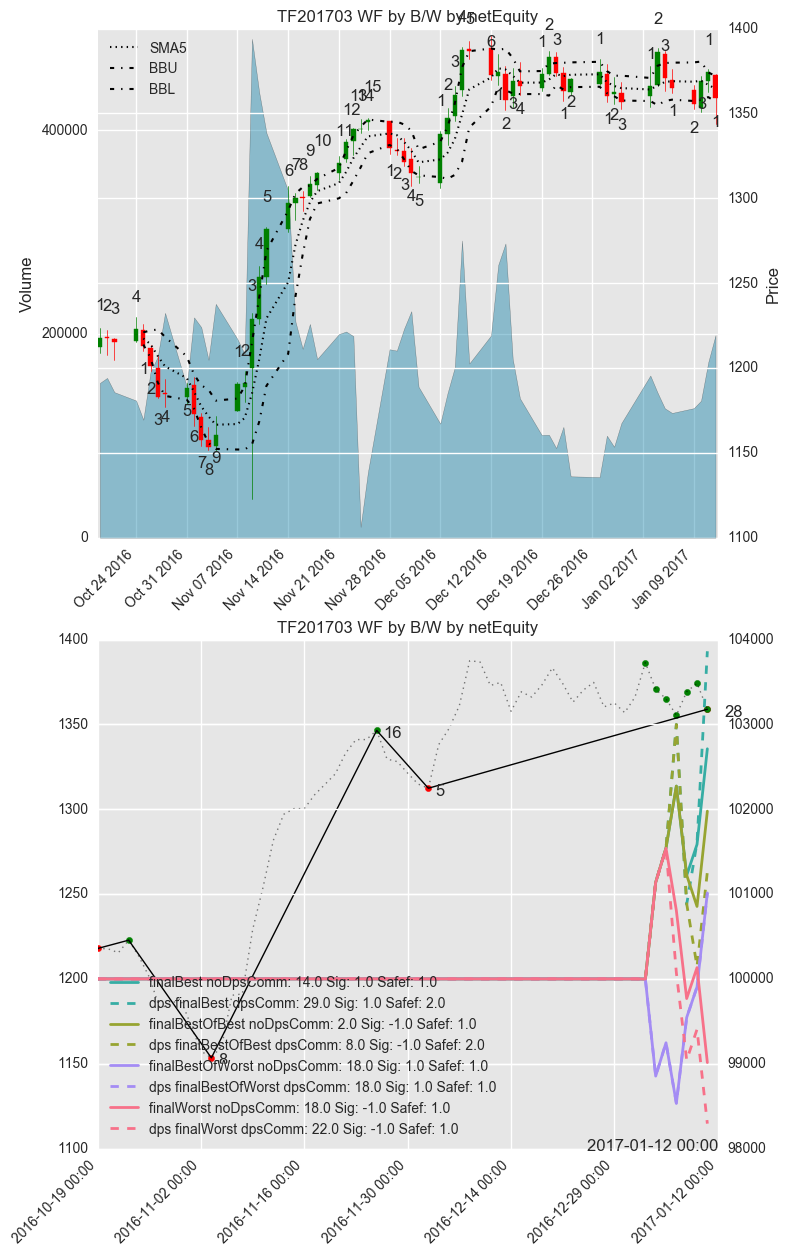 TF201703 WF by B/W by netEquity
SMA5
BBU
BBL
Volume
400000
200000
0
Price
1400
1350
1300
1250
1200
1150
1100
Oct 24 2016
Oct 31 2016
Nov 07 2016
Nov 14 2016
Nov 21 2016
Nov 28 2016
Dec 05 2016
Dec 12 2016
Dec 19 2016
Dec 26 2016
Jan 02 2017
Jan 09 2017
TF201703 WF by B/W by netEquity
1400
1350
1300
1250
1200
1150
1100
104000
103000
102000
101000
100000
99000
98000
16
5
28
8
finalBest noDpsComm: 14.0 Sig: 1.0 Safef: 1.0
dps finalBest dpsComm: 29.0 Sig: 1.0 Safef: 2.0
finalBestOfBest noDpsComm: 2.0 Sig: -1.0 Safef: 1.0
dps finalBestOfBest dpsComm: 8.0 Sig: -1.0 Safef: 2.0
finalBestOfWorst noDpsComm: 18.0 Sig: 1.0 Safef: 1.0
dps finalBestOfWorst dpsComm: 18.0 Sig: 1.0 Safef: 1.0
finalWorst noDpsComm: 18.0 Sig: -1.0 Safef: 1.0
dps finalWorst dpsComm: 22.0 Sig: -1.0 Safef: 1.0
2017-01-12 00:00
2016-10-19 00:00
2016-11-02 00:00
2016-11-16 00:00
2016-11-30 00:00
2016-12-14 00:00
2016-12-29 00:00
2017-01-12 00:00